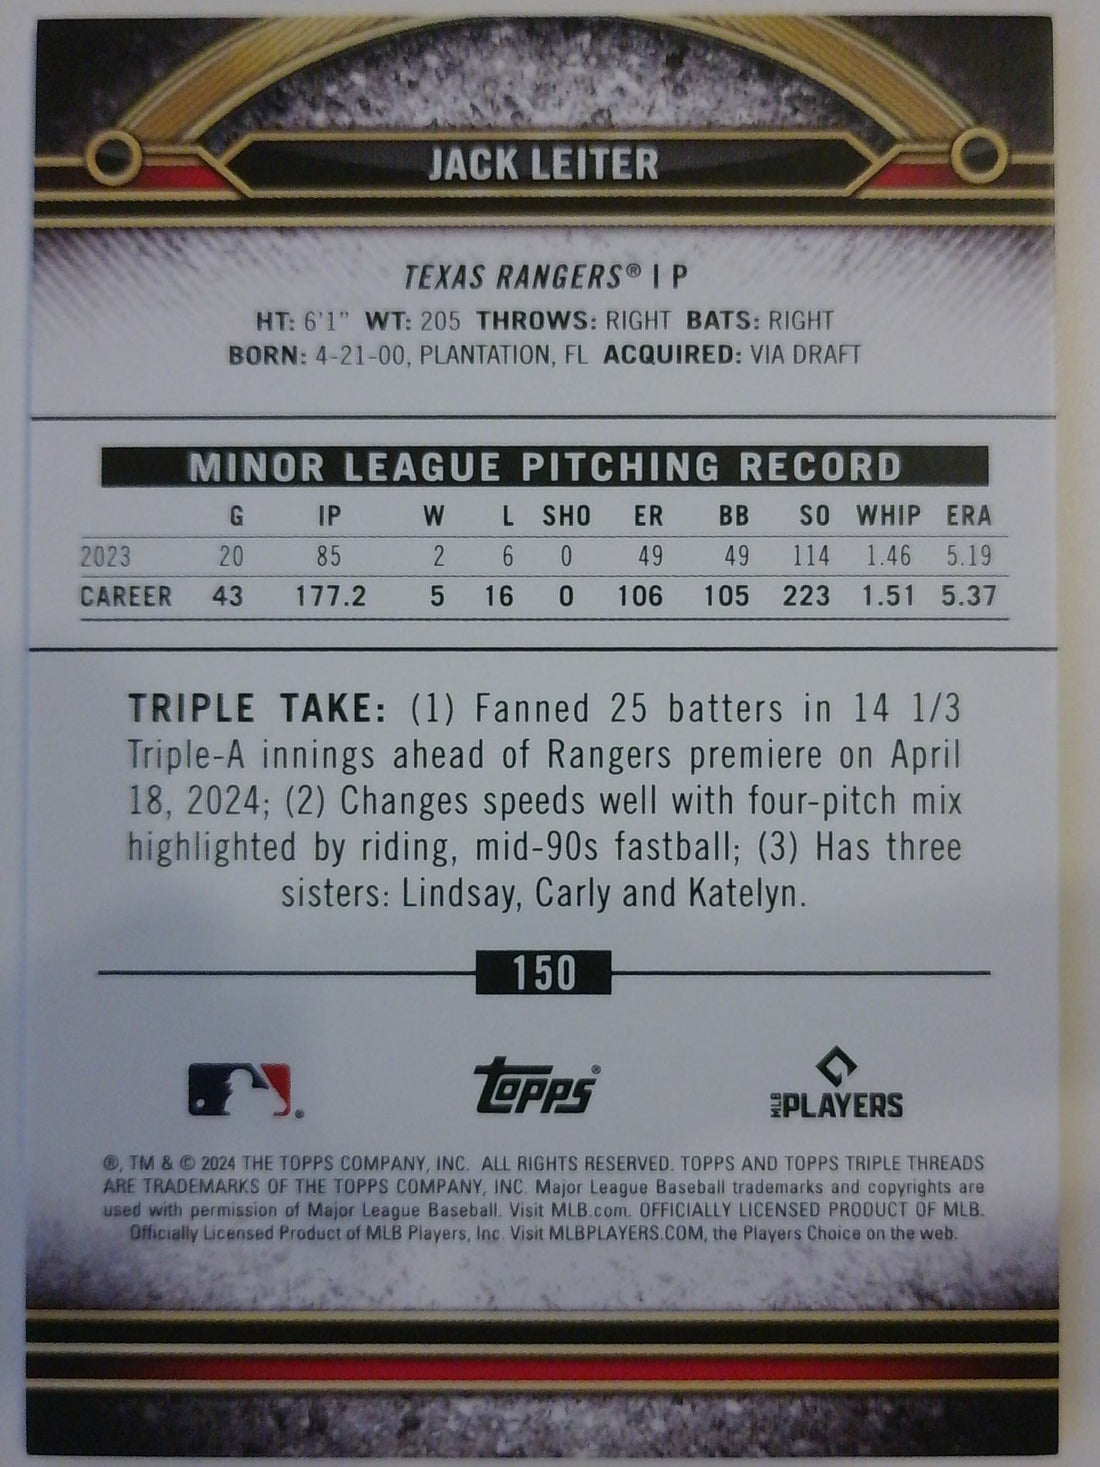 JACK LEITER
TEXAS RANGERS® | P
HT: 6'1" WT: 205 THROWS: RIGHT BATS: RIGHT
BORN: 4-21-00, PLANTATION, FL ACQUIRED: VIA DRAFT
MINOR LEAGUE PITCHING RECORD
G IP W L SHO ER BB SO WHIP ERA
2023 20 85 2 6 0 49 49 114 1.46 5.19
CAREER 43 177.2 5 16 0 106 105 223 1.51 5.37
TRIPLE TAKE: (1) Fanned 25 batters in 14 1/3
Triple-A innings ahead of Rangers premiere on April
18, 2024; (2) Changes speeds well with four-pitch mix
highlighted by riding, mid-90s fastball; (3) Has three
sisters: Lindsay, Carly and Katelyn.
150
topps® MLB PLAYERS
®, TM & © 2024 THE TOPPS COMPANY, INC. ALL RIGHTS RESERVED. TOPPS AND TOPPS TRIPLE THREADS
ARE TRADEMARKS OF THE TOPPS COMPANY, INC. Major League Baseball trademarks and copyrights are
used with permission of Major League Baseball. Visit MLB.com. OFFICIALLY LICENSED PRODUCT OF MLB.
Officially Licensed Product of MLB Players, Inc. Visit MLBPLAYERS.COM, the Players Choice on the web.